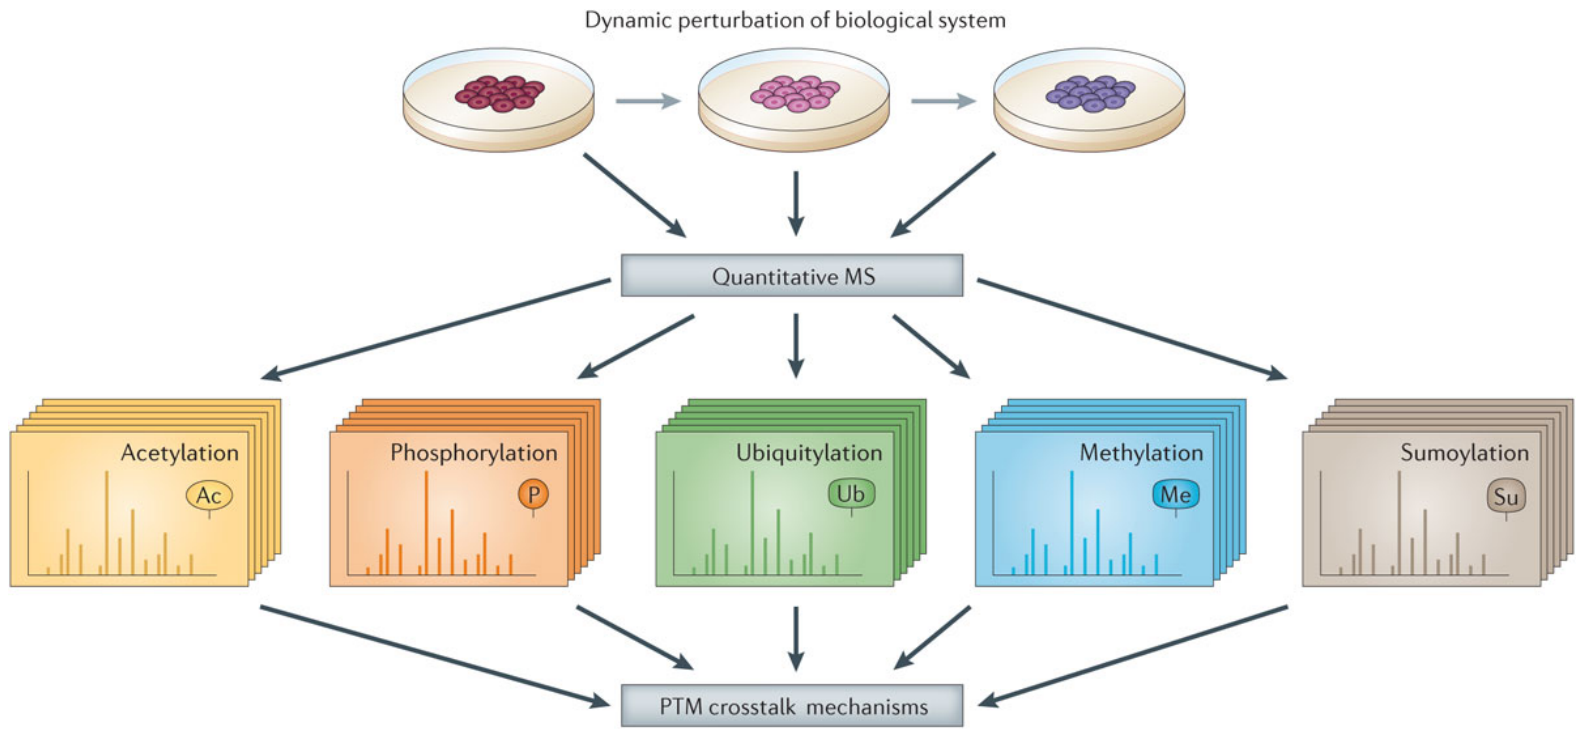 Dynamic perturbation of biological system
Quantitative MS
Acetylation
Ac
Phosphorylation
P
Ubiquitylation
Ub
Methylation
Me
Sumoylation
Su
PTM crosstalk mechanisms